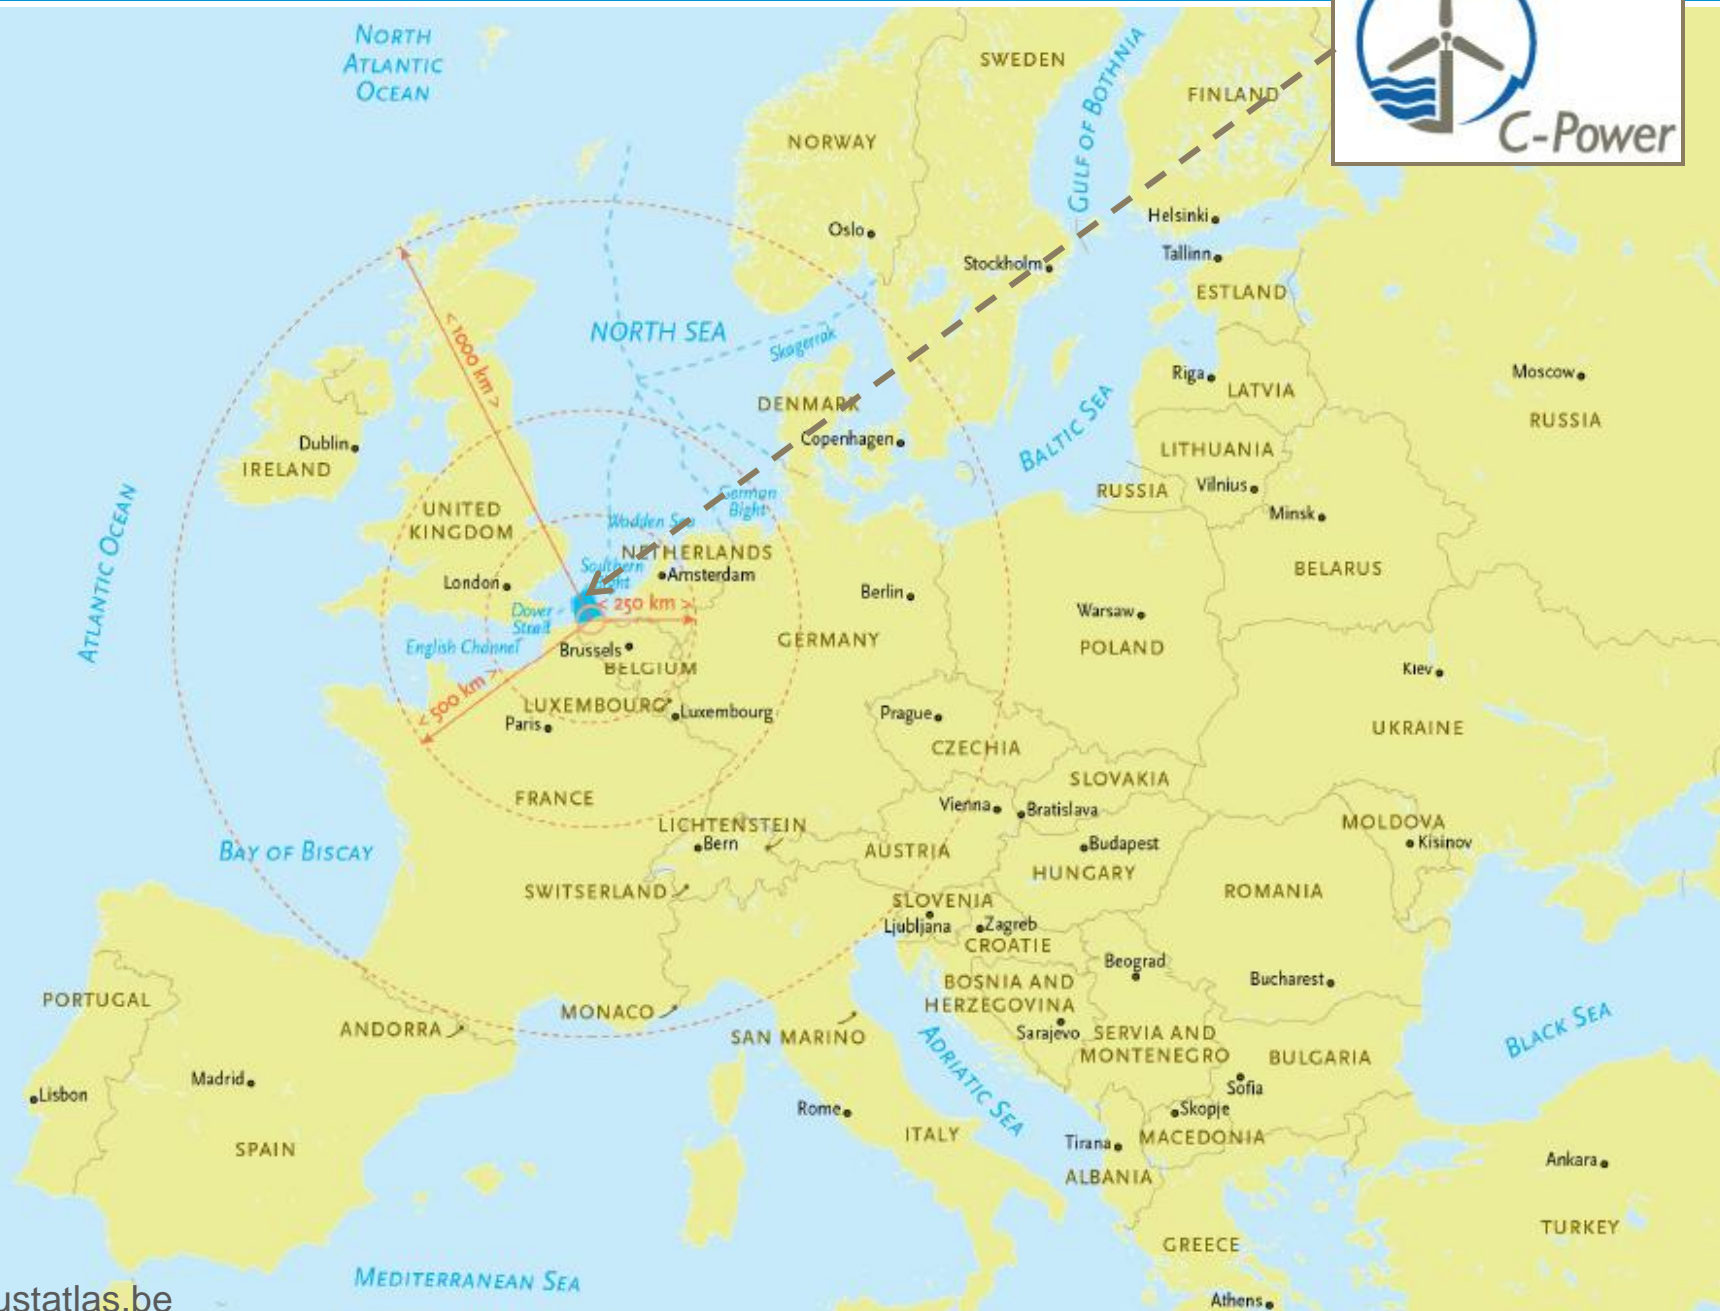 NORTH
ATLANTIC
OCEAN
SWEDEN
GULF OF BOTHNIA
FINLAND
C-Power
NORWAY
Oslo
Helsinki
Stockholm
Tallinn
ESTLAND
< 1000 km >
NORTH SEA
Skagerrak
Riga
LATVIA
Moscow
RUSSIA
DENMARK
Copenhagen
BALTIC SEA
Dublin
IRELAND
LITHUANIA
RUSSIA
Vilnius
Minsk
ATLANTIC OCEAN
UNITED
KINGDOM
German
Bight
Wadden Sea
NETHERLANDS
Southern
Bight
Amsterdam
BELARUS
London
Berlin
Dover
Strait
< 250 km >
Warsaw
POLAND
English Channel
Brussels
BELGIUM
GERMANY
Kiev
< 500 km >
LUXEMBOURG
Luxembourg
Paris
Prague
UKRAINE
CZECHIA
SLOVAKIA
FRANCE
Vienna
Bratislava
LICHTENSTEIN
Bern
MOLDOVA
Kisinov
BAY OF BISCAY
AUSTRIA
Budapest
HUNGARY
SWITSERLAND
SLOVENIA
ROMANIA
Ljubljana
Zagreb
CROATIE
Beograd
BOSNIA AND
HERZEGOVINA
Bucharest
PORTUGAL
MONACO
ANDORRA
SAN MARINO
Sarajevo
SERVIA AND
MONTENEGRO
BULGARIA
BLACK SEA
ADRIATIC SEA
Madrid
Sofia
Lisbon
Rome
Skopje
ITALY
Tirana
MACEDONIA
SPAIN
ALBANIA
Ankara
TURKEY
GREECE
MEDITERRANEAN SEA
Athens
ustatlas.be